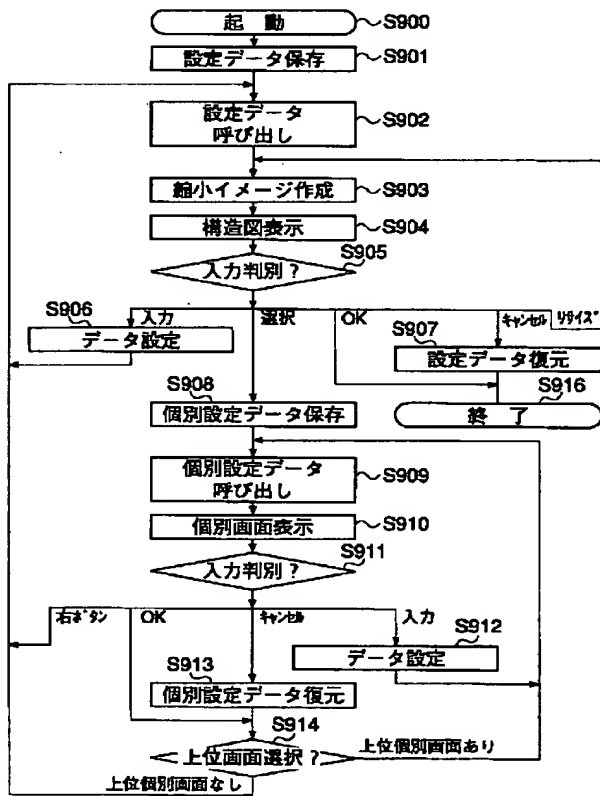 起 動
S900
設定データ保存
S901
設定データ
呼び出し
S902
縮小イメージ作成
S903
構造図表示
S904
入力判別?
S905
入力
選択
OK
キャンセル
リサイズ
S906
データ設定
S907
設定データ復元
S916
終 了
S908
個別設定データ保存
個別設定データ
呼び出し
S909
個別画面表示
S910
入力判別?
S911
右ボタン
OK
キャンセル
入力
S912
データ設定
S913
個別設定データ復元
S914
上位画面選択?
上位個別画面あり
上位個別画面なし